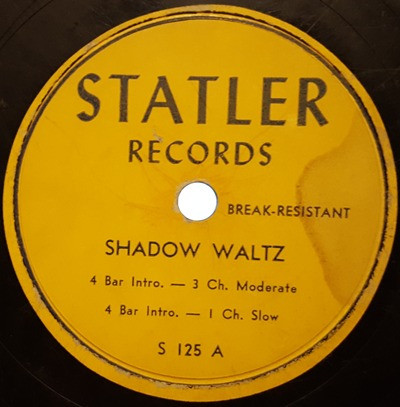 STATLER
RECORDS
BREAK-RESISTANT
SHADOW WALTZ
4 Bar Intro. — 3 Ch. Moderate
4 Bar Intro. — 1 Ch. Slow
S 125 A